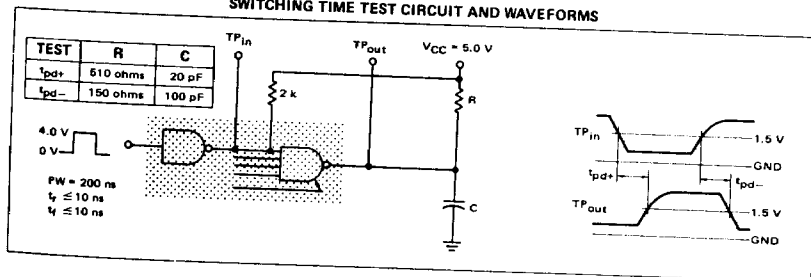 SWITCHING TIME TEST CIRCUIT AND WAVEFORMS
TEST R C
tpd+ 510 ohms 20 pF
tpd− 150 ohms 100 pF
TPin
TPout
VCC = 5.0 V
2 k
R
4.0 V
0 V
PW = 200 ns
tr ≤ 10 ns
tf ≤ 10 ns
C
TPin
1.5 V
GND
tpd+
tpd−
TPout
1.5 V
GND